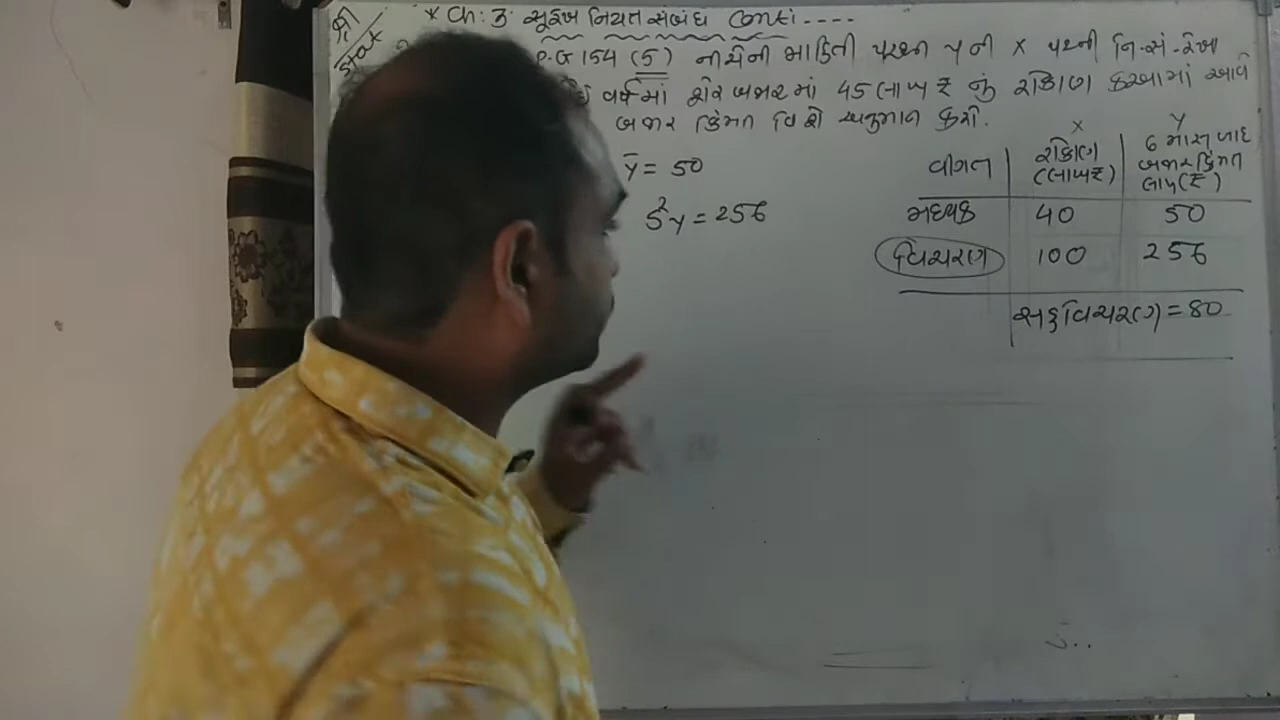 શ્રી
Stat
* Ch: 3 સુરેખ નિયત સંબંધ Conti ----
P.G 154 (5) નીચેની માહિતી પરથી Y ની X પરની નિ.સં. રેખા
વર્ષમાં શેર બજારમાં 45 લાખ ₹ નું રોકાણ કરવામાં આવે
બજાર કિંમત વિશે અનુમાન કરો.
ȳ = 50
S²y = 256
X Y
વીગત રોકાણ (લાખ ₹) 6 માસ બાદ બજાર કિંમત લાખ (₹)
મધ્યક 40 50
વિચરણ 100 256
સહવિચરણ = 80